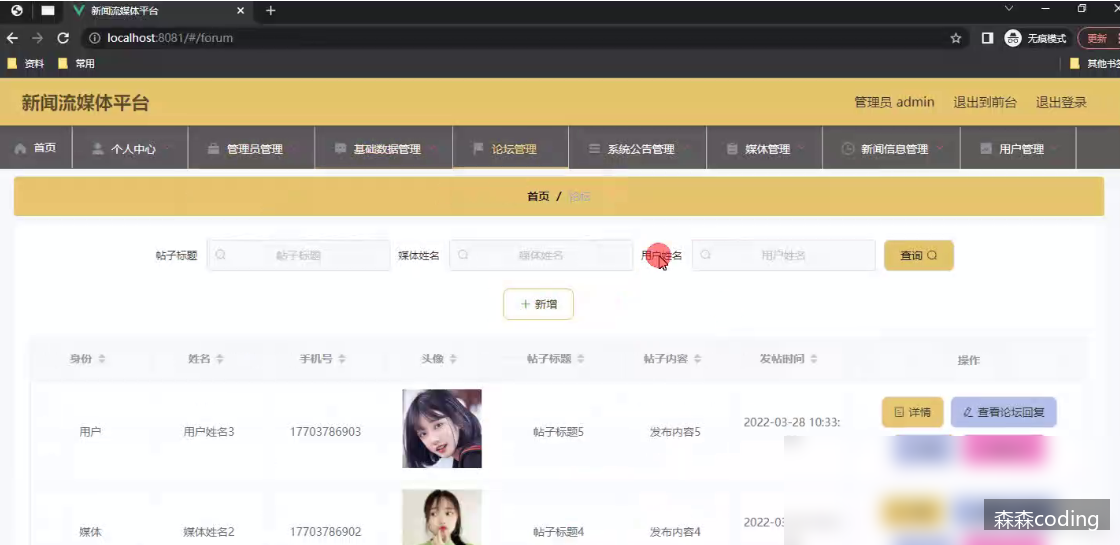 新闻流媒体平台
localhost:8081/#/forum
无痕模式
更新
资料
常用
其他书签
新闻流媒体平台
管理员 admin 退出到前台 退出登录
首页 个人中心 管理员管理 基础数据管理 论坛管理 系统公告管理 媒体管理 新闻信息管理 用户管理
首页 / 论坛
帖子标题 帖子标题 媒体姓名 媒体姓名 用户姓名 用户姓名 查询
+ 新增
身份 姓名 手机号 头像 帖子标题 帖子内容 发帖时间 操作
用户 用户姓名3 17703786903 帖子标题5 发布内容5 2022-03-28 10:33: 详情 查看论坛回复
媒体 媒体姓名2 17703786902 帖子标题4 发布内容4 2022-03
森森coding